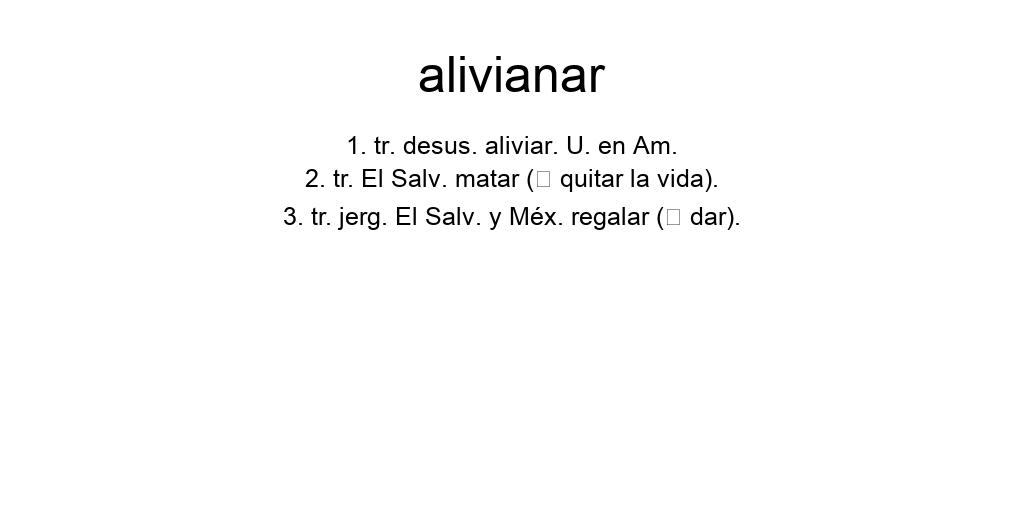 alivianar
1. tr. desus. aliviar. U. en Am.
2. tr. El Salv. matar (□ quitar la vida).
3. tr. jerg. El Salv. y Méx. regalar (□ dar).